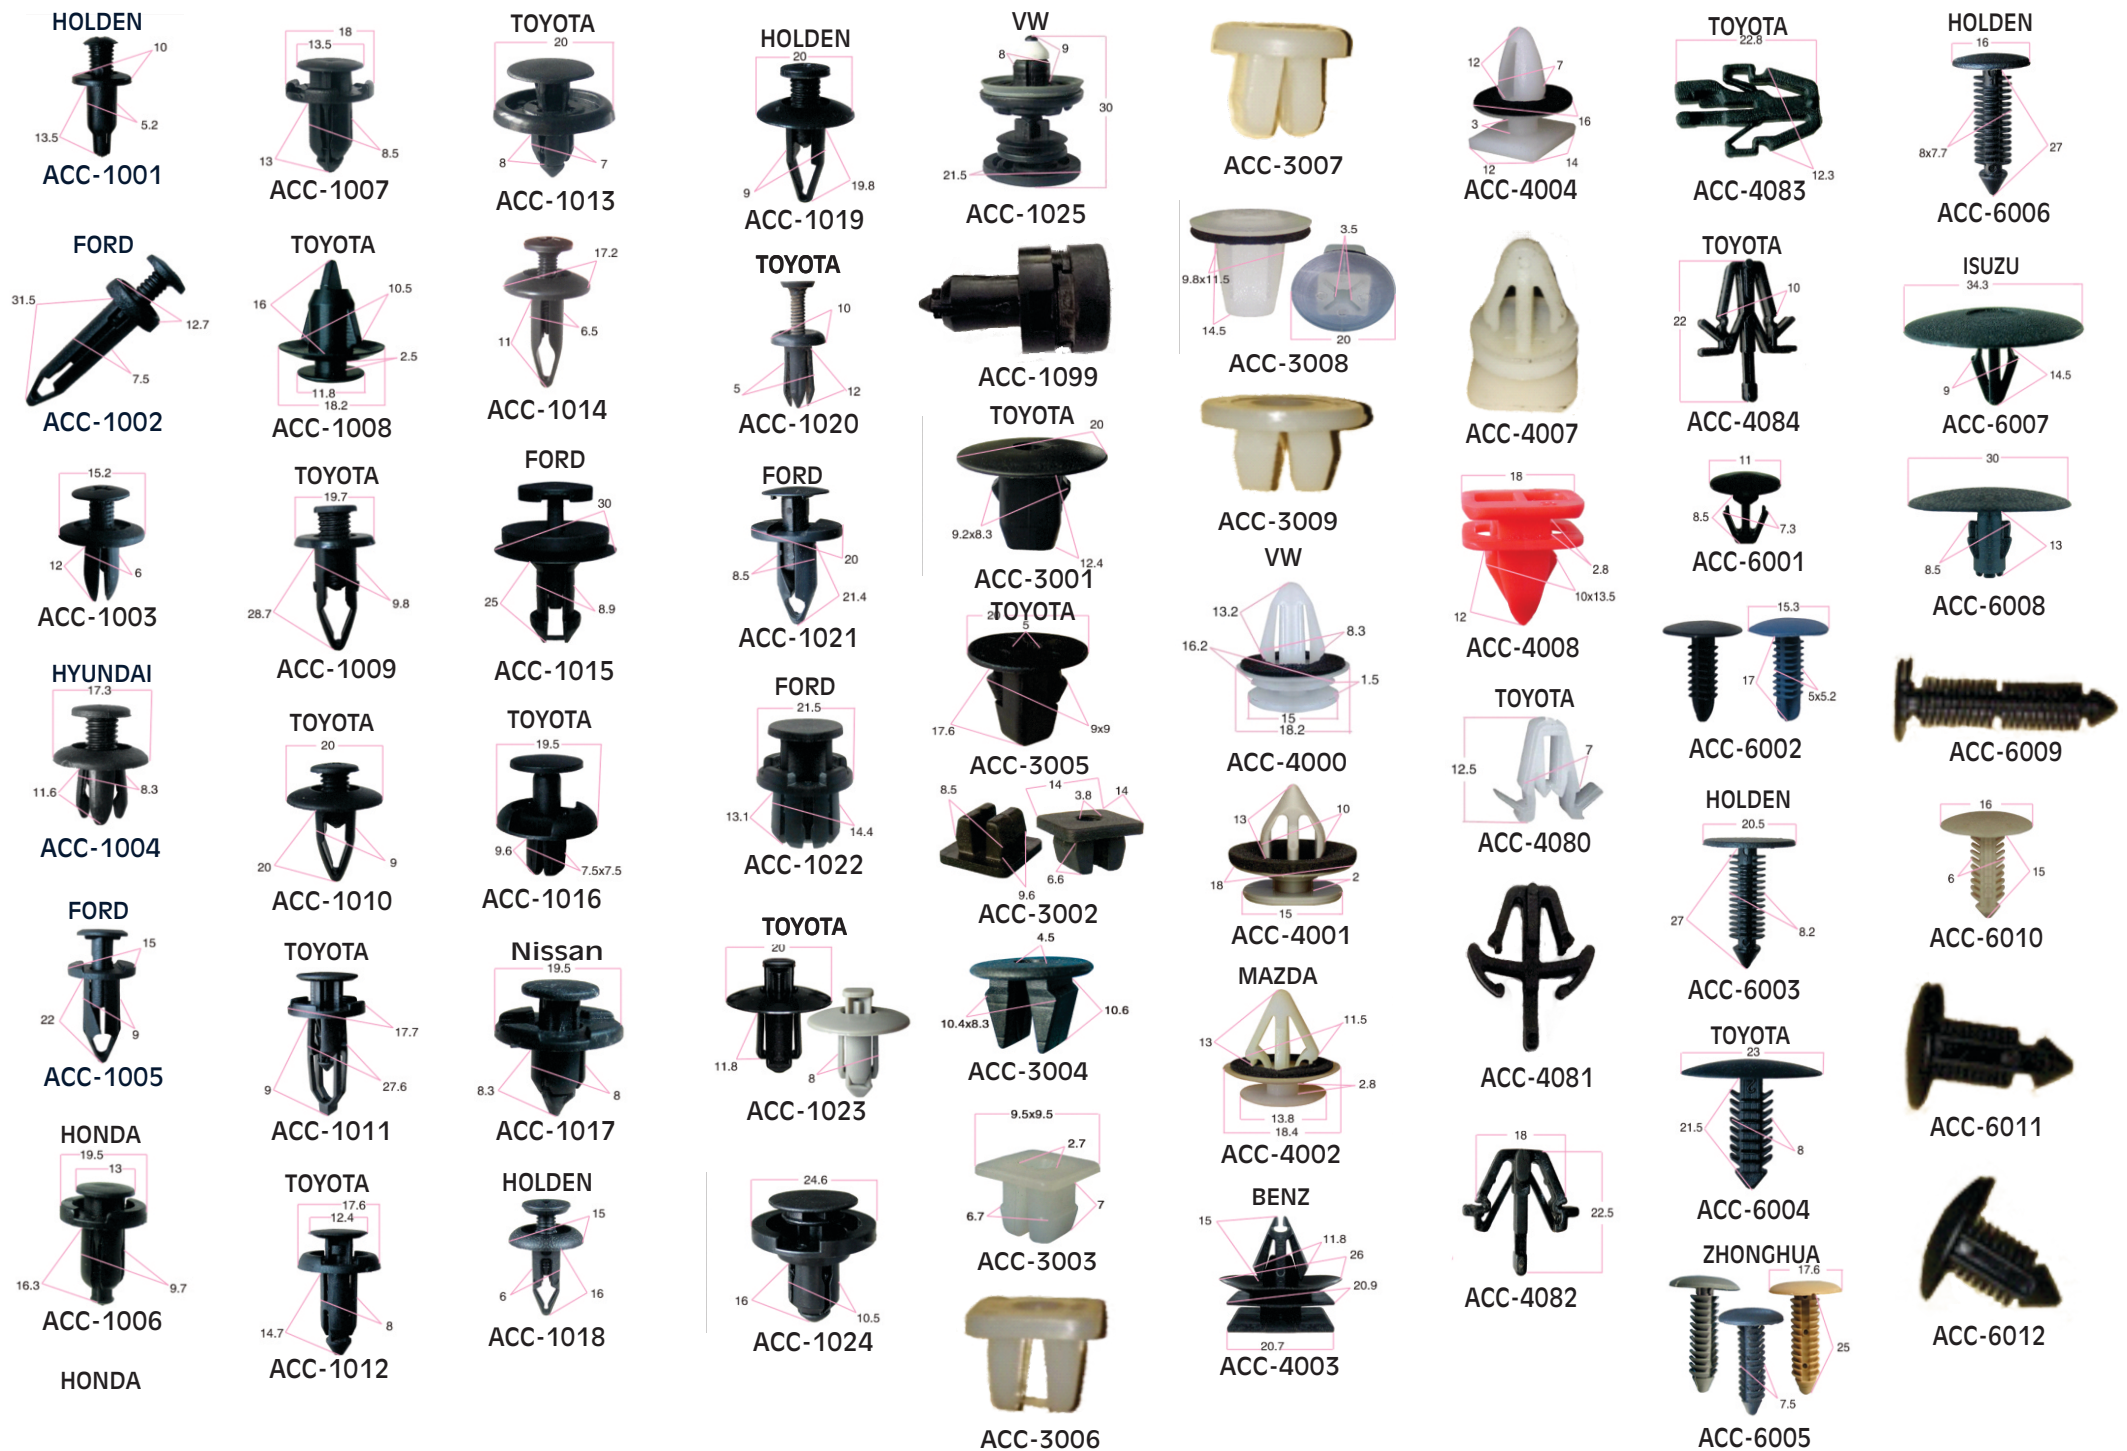 HOLDEN
10
5.2
13.5
ACC-1001
FORD
31.5
12.7
7.5
ACC-1002
15.2
12
6
ACC-1003
HYUNDAI
17.3
11.6
8.3
ACC-1004
FORD
15
22
9
ACC-1005
HONDA
19.5
13
16.3
9.7
ACC-1006
HONDA
18
13.5
13
8.5
ACC-1007
TOYOTA
16
10.5
2.5
11.8
18.2
ACC-1008
TOYOTA
19.7
28.7
9.8
ACC-1009
TOYOTA
20
20
9
ACC-1010
TOYOTA
17.7
9
27.6
ACC-1011
TOYOTA
17.6
12.4
14.7
8
ACC-1012
TOYOTA
20
8
7
ACC-1013
17.2
11
6.5
ACC-1014
FORD
30
25
8.9
ACC-1015
TOYOTA
19.5
9.6
7.5x7.5
ACC-1016
Nissan
19.5
8.3
8
ACC-1017
HOLDEN
15
6
16
ACC-1018
HOLDEN
20
9
19.8
ACC-1019
TOYOTA
10
5
12
ACC-1020
FORD
20
8.5
21.4
ACC-1021
FORD
21.5
13.1
14.4
ACC-1022
TOYOTA
20
11.8
8
ACC-1023
24.6
16
10.5
ACC-1024
VW
8
9
30
21.5
ACC-1025
ACC-1099
TOYOTA
20
9.2x8.3
12.4
ACC-3001
TOYOTA
20
5
17.6
9x9
ACC-3005
8.5
14
3.8
14
6.6
9.6
ACC-3002
4.5
10.4x8.3
10.6
ACC-3004
9.5x9.5
2.7
6.7
7
ACC-3003
ACC-3006
ACC-3007
3.5
9.8x11.5
14.5
20
ACC-3008
ACC-3009
VW
13.2
8.3
16.2
1.5
15
18.2
ACC-4000
13
10
18
2
15
ACC-4001
MAZDA
13
11.5
2.8
13.8
18.4
ACC-4002
BENZ
15
11.8
26
20.9
20.7
ACC-4003
12
7
16
3
12
14
ACC-4004
ACC-4007
18
2.8
10x13.5
12
ACC-4008
TOYOTA
12.5
7
ACC-4080
ACC-4081
18
22.5
ACC-4082
TOYOTA
22.8
12.3
ACC-4083
TOYOTA
10
22
ACC-4084
11
8.5
7.3
ACC-6001
15.3
17
5x5.2
ACC-6002
HOLDEN
20.5
27
8.2
ACC-6003
TOYOTA
23
21.5
8
ACC-6004
ZHONGHUA
17.6
25
7.5
ACC-6005
HOLDEN
16
8x7.7
27
ACC-6006
ISUZU
34.3
9
14.5
ACC-6007
30
8.5
13
ACC-6008
ACC-6009
16
6
15
ACC-6010
ACC-6011
ACC-6012